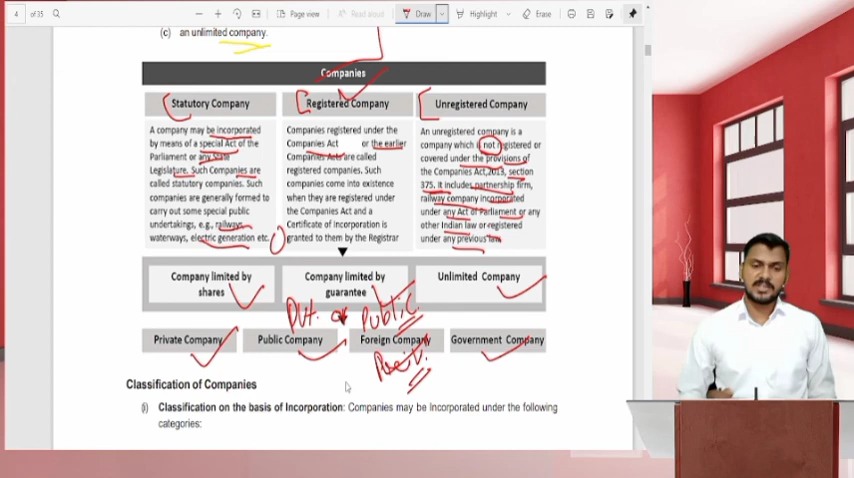 4 of 35
Page view
Read aloud
Draw
Highlight
Erase
(c) an unlimited company.
Companies
Statutory Company
Registered Company
Unregistered Company
A company may be incorporated
by means of a special Act of the
Parliament or any State
Legislature. Such Companies are
called statutory companies. Such
companies are generally formed to
carry out some special public
undertakings, e.g., railways,
waterways, electric generation etc.
Companies registered under the
Companies Act or the earlier
Companies Acts are called
registered companies. Such
companies come into existence
when they are registered under
the Companies Act and a
Certificate of Incorporation is
granted to them by the Registrar
An unregistered company is a
company which is not registered or
covered under the provisions of
the Companies Act,2013, section
375. It includes partnership firm,
railway company incorporated
under any Act of Parliament or any
other Indian law or registered
under any previous law
Company limited by
shares
Company limited by
guarantee
Unlimited Company
Pvt. or Public
Private Company
Public Company
Foreign Company
Government Company
Classification of Companies
(i) Classification on the basis of Incorporation: Companies may be Incorporated under the following
categories: